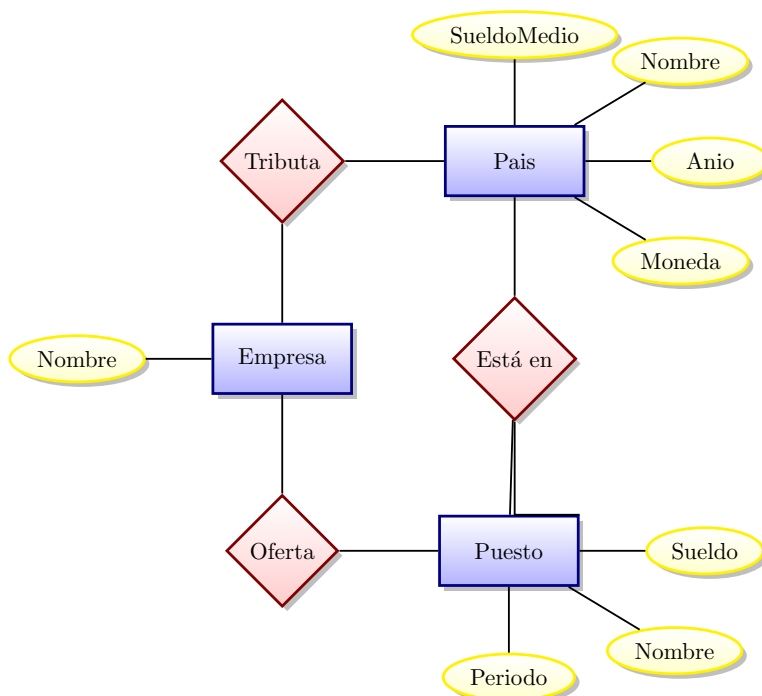 SueldoMedio
Nombre
Tributa
Pais
Anio
Moneda
Nombre
Empresa
Está en
Oferta
Puesto
Sueldo
Nombre
Periodo